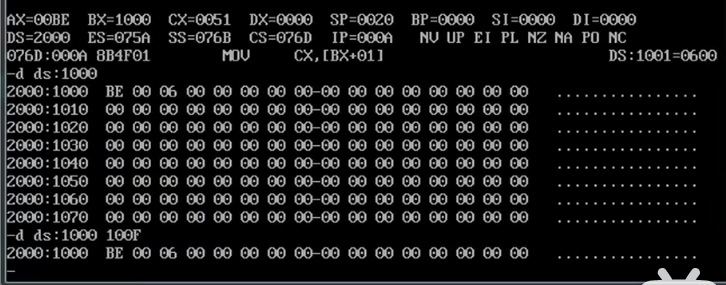 AX=00BE  BX=1000  CX=0051  DX=0000  SP=0020  BP=0000  SI=0000  DI=0000
DS=2000  ES=075A  SS=076B  CS=076D  IP=000A   NV UP EI PL NZ NA PO NC
076D:000A 8B4F01        MOV     CX,[BX+01]                         DS:1001=0600
-d ds:1000
2000:1000  BE 00 06 00 00 00 00 00-00 00 00 00 00 00 00 00   ................
2000:1010  00 00 00 00 00 00 00 00-00 00 00 00 00 00 00 00   ................
2000:1020  00 00 00 00 00 00 00 00-00 00 00 00 00 00 00 00   ................
2000:1030  00 00 00 00 00 00 00 00-00 00 00 00 00 00 00 00   ................
2000:1040  00 00 00 00 00 00 00 00-00 00 00 00 00 00 00 00   ................
2000:1050  00 00 00 00 00 00 00 00-00 00 00 00 00 00 00 00   ................
2000:1060  00 00 00 00 00 00 00 00-00 00 00 00 00 00 00 00   ................
2000:1070  00 00 00 00 00 00 00 00-00 00 00 00 00 00 00 00   ................
-d ds:1000 100F
2000:1000  BE 00 06 00 00 00 00 00-00 00 00 00 00 00 00 00   ................
-